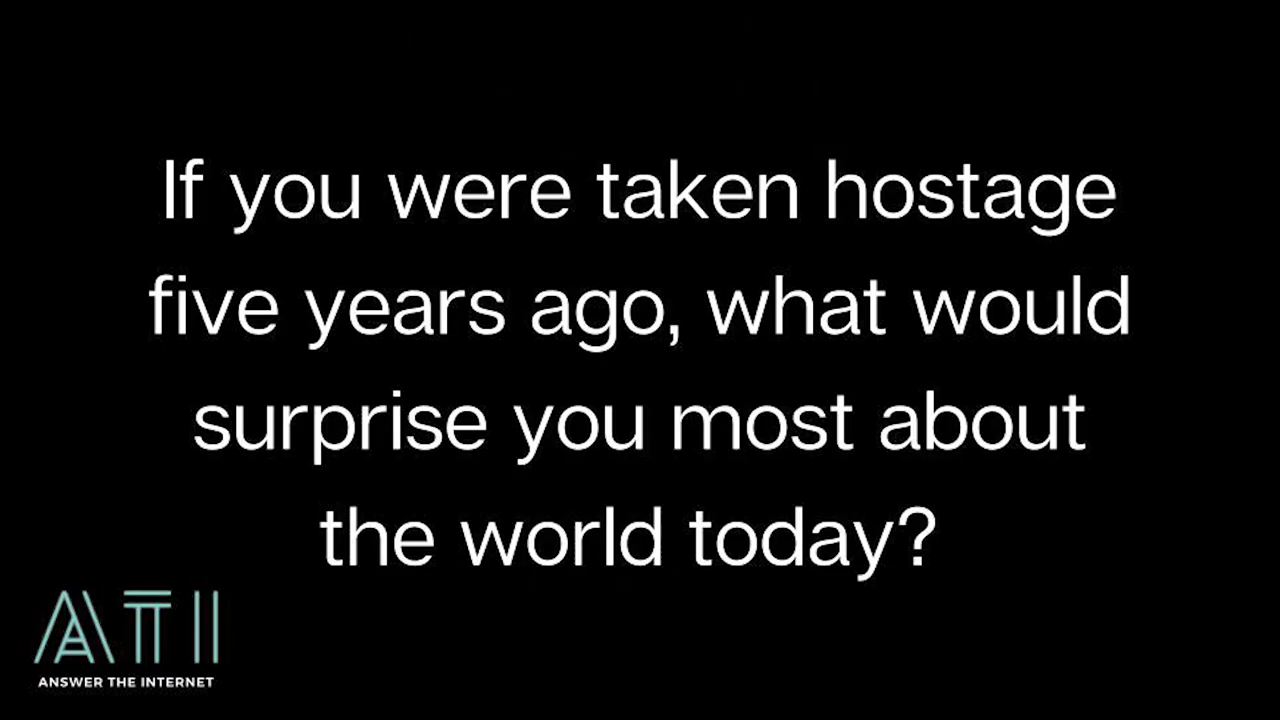 If you were taken hostage
five years ago, what would
surprise you most about
the world today?
ATI
ANSWER THE INTERNET